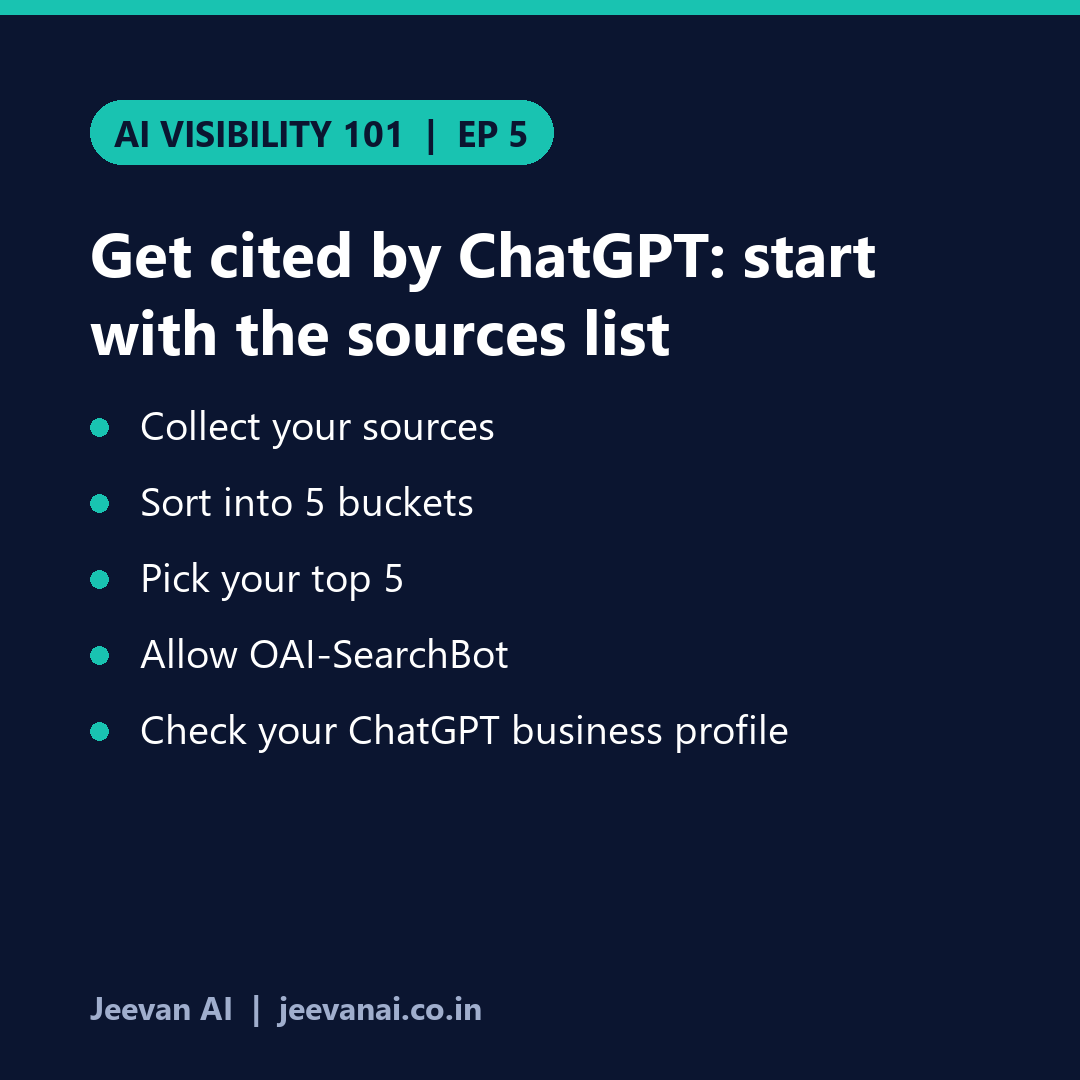 AI VISIBILITY 101 | EP 5
Get cited by ChatGPT: start
with the sources list
Collect your sources
Sort into 5 buckets
Pick your top 5
Allow OAI-SearchBot
Check your ChatGPT business profile
Jeevan AI | jeevanai.co.in